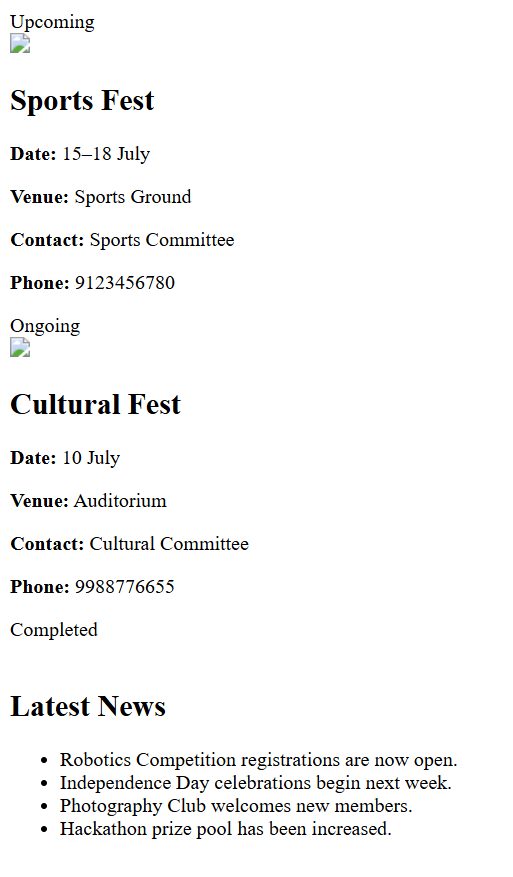 Upcoming
Sports Fest
Date: 15–18 July
Venue: Sports Ground
Contact: Sports Committee
Phone: 9123456780
Ongoing
Cultural Fest
Date: 10 July
Venue: Auditorium
Contact: Cultural Committee
Phone: 9988776655
Completed
Latest News
• Robotics Competition registrations are now open.
• Independence Day celebrations begin next week.
• Photography Club welcomes new members.
• Hackathon prize pool has been increased.